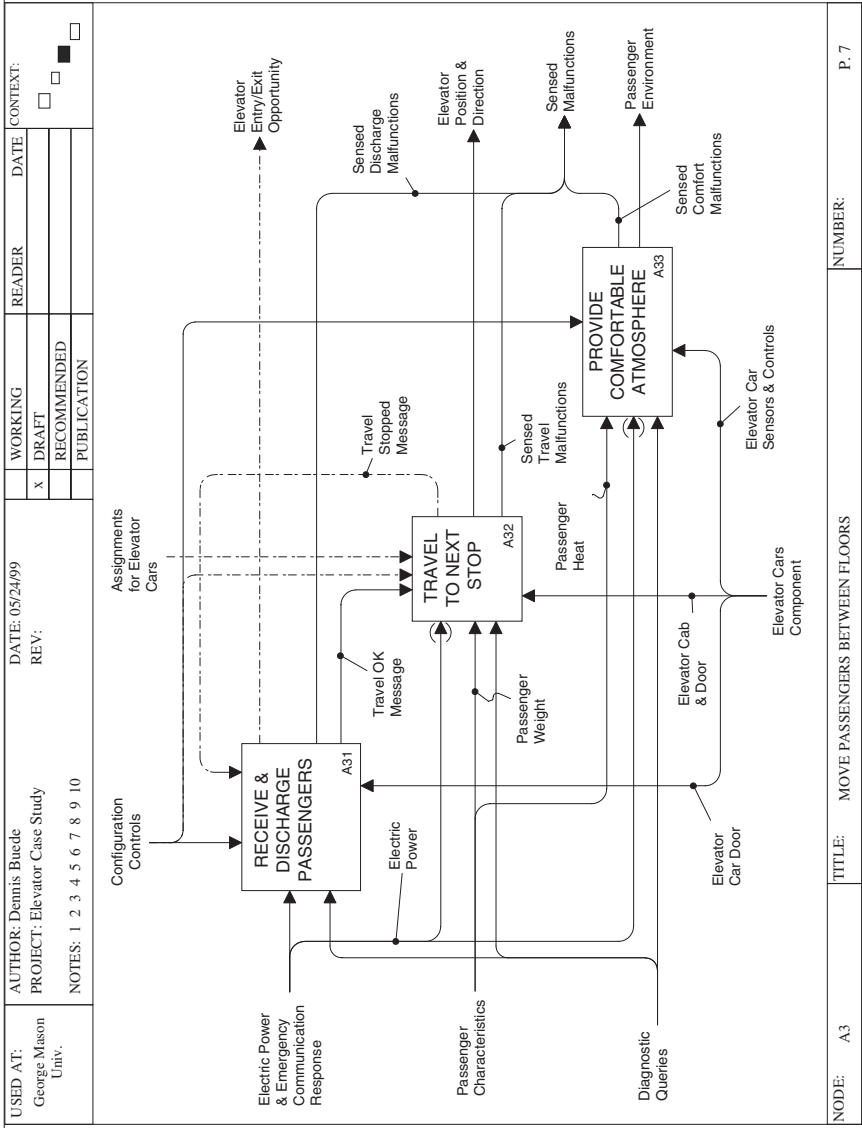 USED AT:
George Mason
Univ.
AUTHOR: Dennis Buede
PROJECT: Elevator Case Study
NOTES: 1 2 3 4 5 6 7 8 9 10
DATE: 05/24/99
REV:
WORKING
x DRAFT
RECOMMENDED
PUBLICATION
READER
DATE
CONTEXT:
Configuration
Controls
Assignments
for Elevator
Cars
Elevator
Entry/Exit
Opportunity
Travel
Stopped
Message
Sensed
Discharge
Malfunctions
Electric Power
& Emergency
Communication
Response
RECEIVE &
DISCHARGE
PASSENGERS
A31
Travel OK
Message
Electric
Power
TRAVEL
TO NEXT
STOP
A32
Elevator
Position &
Direction
Sensed
Travel
Malfunctions
Sensed
Malfunctions
Passenger
Characteristics
Passenger
Weight
Passenger
Heat
PROVIDE
COMFORTABLE
ATMOSPHERE
A33
Passenger
Environment
Sensed
Comfort
Malfunctions
Diagnostic
Queries
Elevator
Car Door
Elevator Cab
& Door
Elevator Car
Sensors & Controls
Elevator Cars
Component
NODE: A3
TITLE: MOVE PASSENGERS BETWEEN FLOORS
NUMBER: P. 7